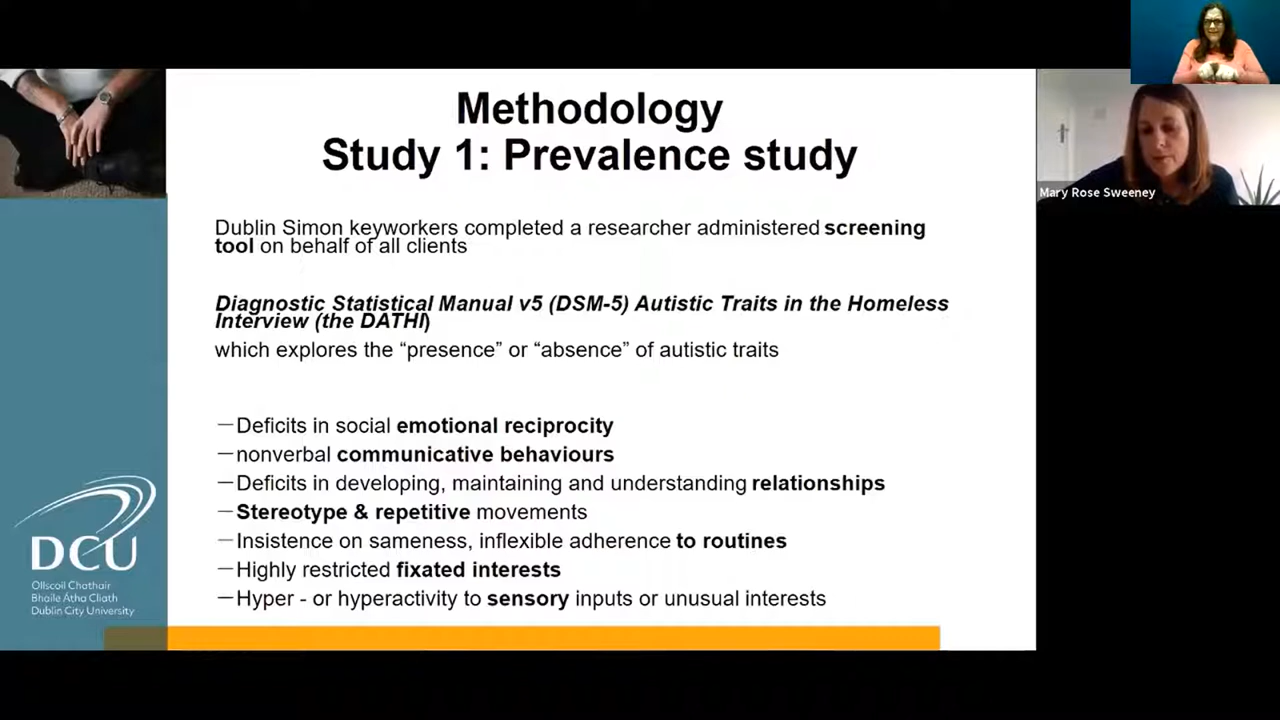 Methodology
Study 1: Prevalence study
Mary Rose Sweeney
Dublin Simon keyworkers completed a researcher administered screening
tool on behalf of all clients
Diagnostic Statistical Manual v5 (DSM-5) Autistic Traits in the Homeless
Interview (the DATHI)
which explores the “presence” or “absence” of autistic traits
—Deficits in social emotional reciprocity
—nonverbal communicative behaviours
—Deficits in developing, maintaining and understanding relationships
—Stereotype & repetitive movements
—Insistence on sameness, inflexible adherence to routines
—Highly restricted fixated interests
—Hyper - or hyperactivity to sensory inputs or unusual interests
DCU
Ollscoil Chathair
Bhaile Átha Cliath
Dublin City University